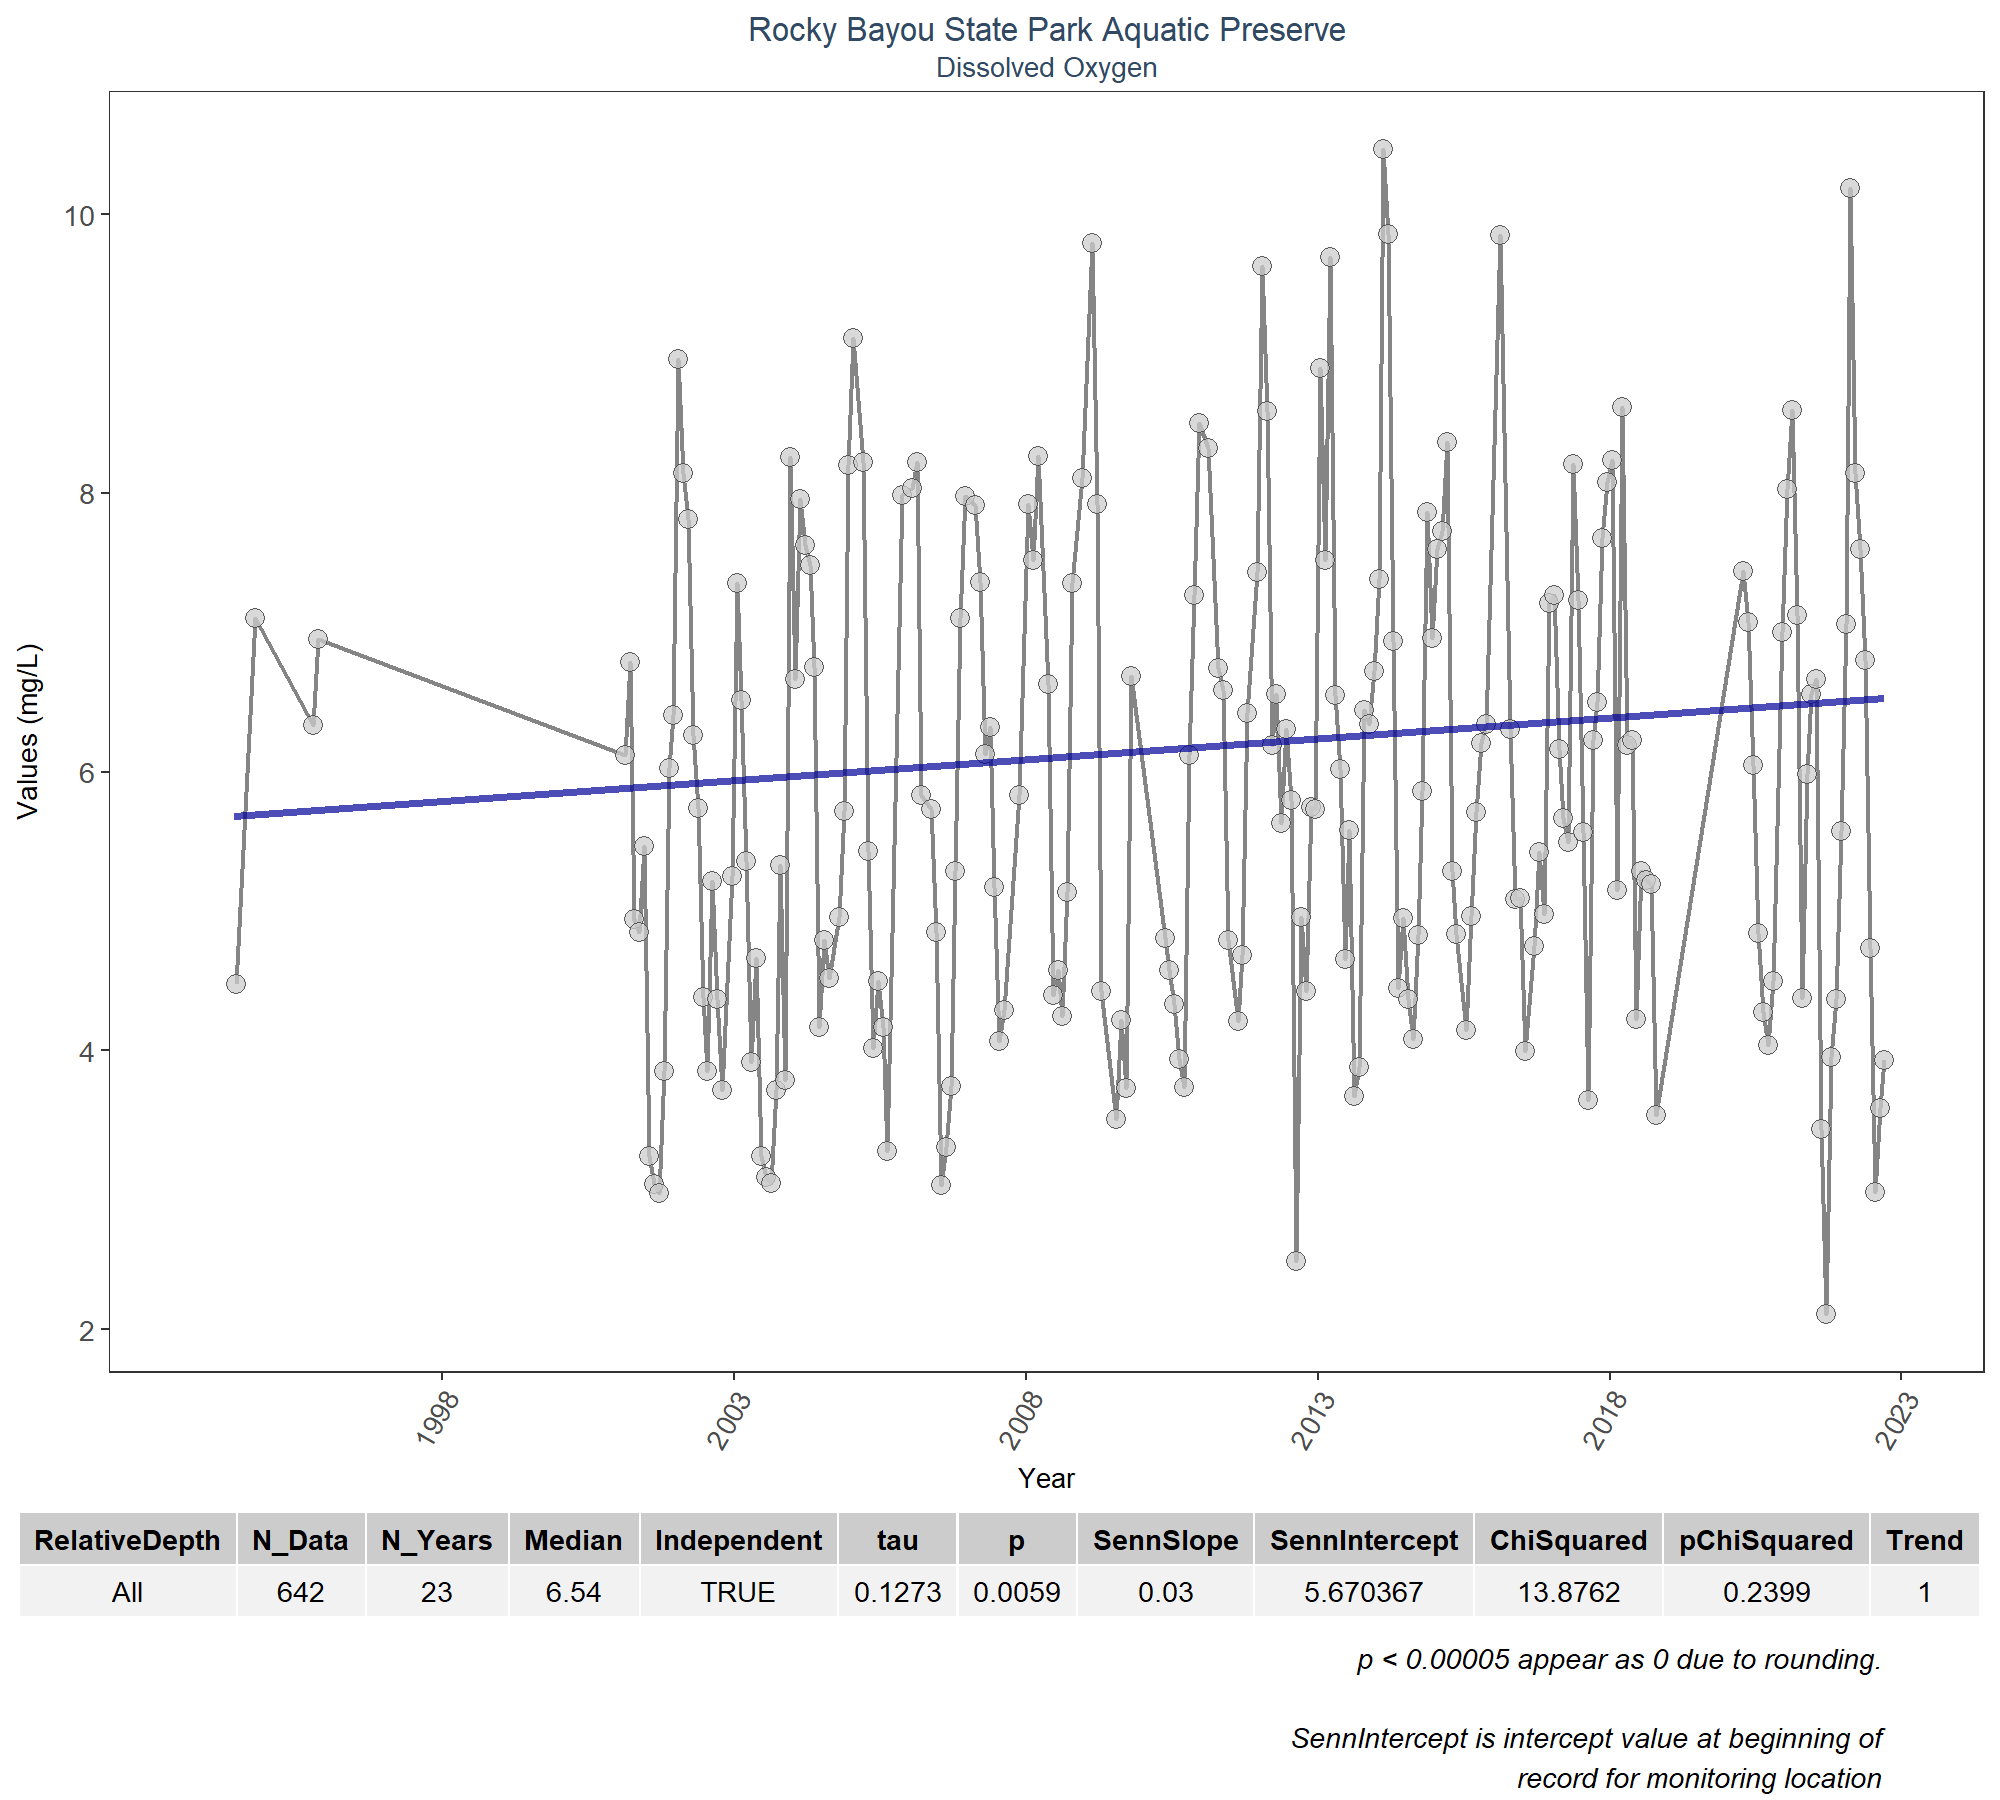 Rocky Bayou State Park Aquatic Preserve
Dissolved Oxygen
Values (mg/L)
10
8
6
4
2
1998
2003
2008
2013
2018
2023
Year
RelativeDepth N_Data N_Years Median Independent tau p SennSlope SennIntercept ChiSquared pChiSquared Trend
All 642 23 6.54 TRUE 0.1273 0.0059 0.03 5.670367 13.8762 0.2399 1
p < 0.00005 appear as 0 due to rounding.
SennIntercept is intercept value at beginning of
record for monitoring location